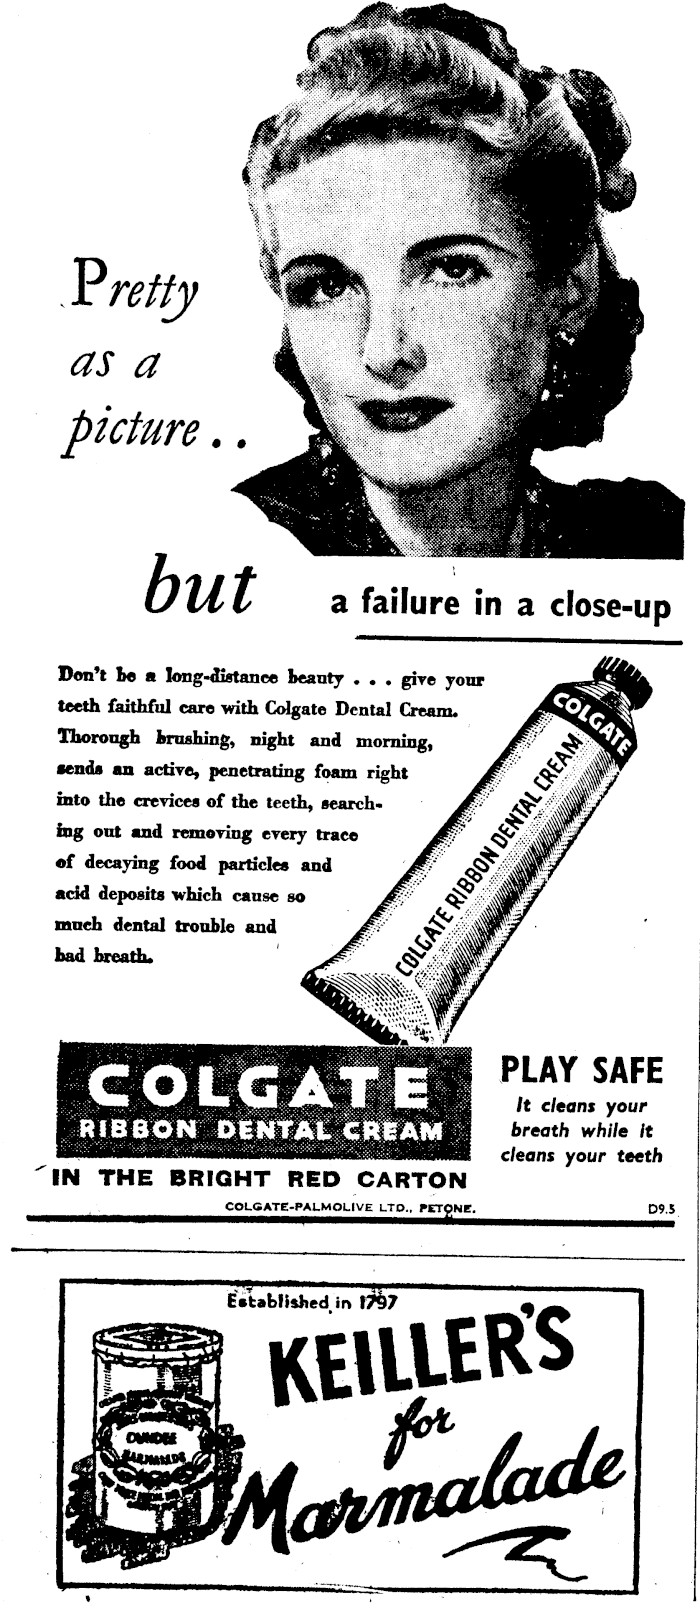 Pretty
as a
picture . .
but a failure in a close-up
Don't be a long-distance beauty . . . give your
teeth faithful care with Colgate Dental Cream.
Thorough brushing, night and morning,
sends an active, penetrating foam right
into the crevices of the teeth, search-
ing out and removing every trace
of decaying food particles and
acid deposits which cause so
much dental trouble and
bad breath.
COLGATE
COLGATE RIBBON DENTAL CREAM
COLGATE
RIBBON DENTAL CREAM
IN THE BRIGHT RED CARTON
PLAY SAFE
It cleans your
breath while it
cleans your teeth
COLGATE-PALMOLIVE LTD., PETONE.
D9.5
Established in 1797
KEILLER'S
for
Marmalade
DUNDEE
MARMALADE